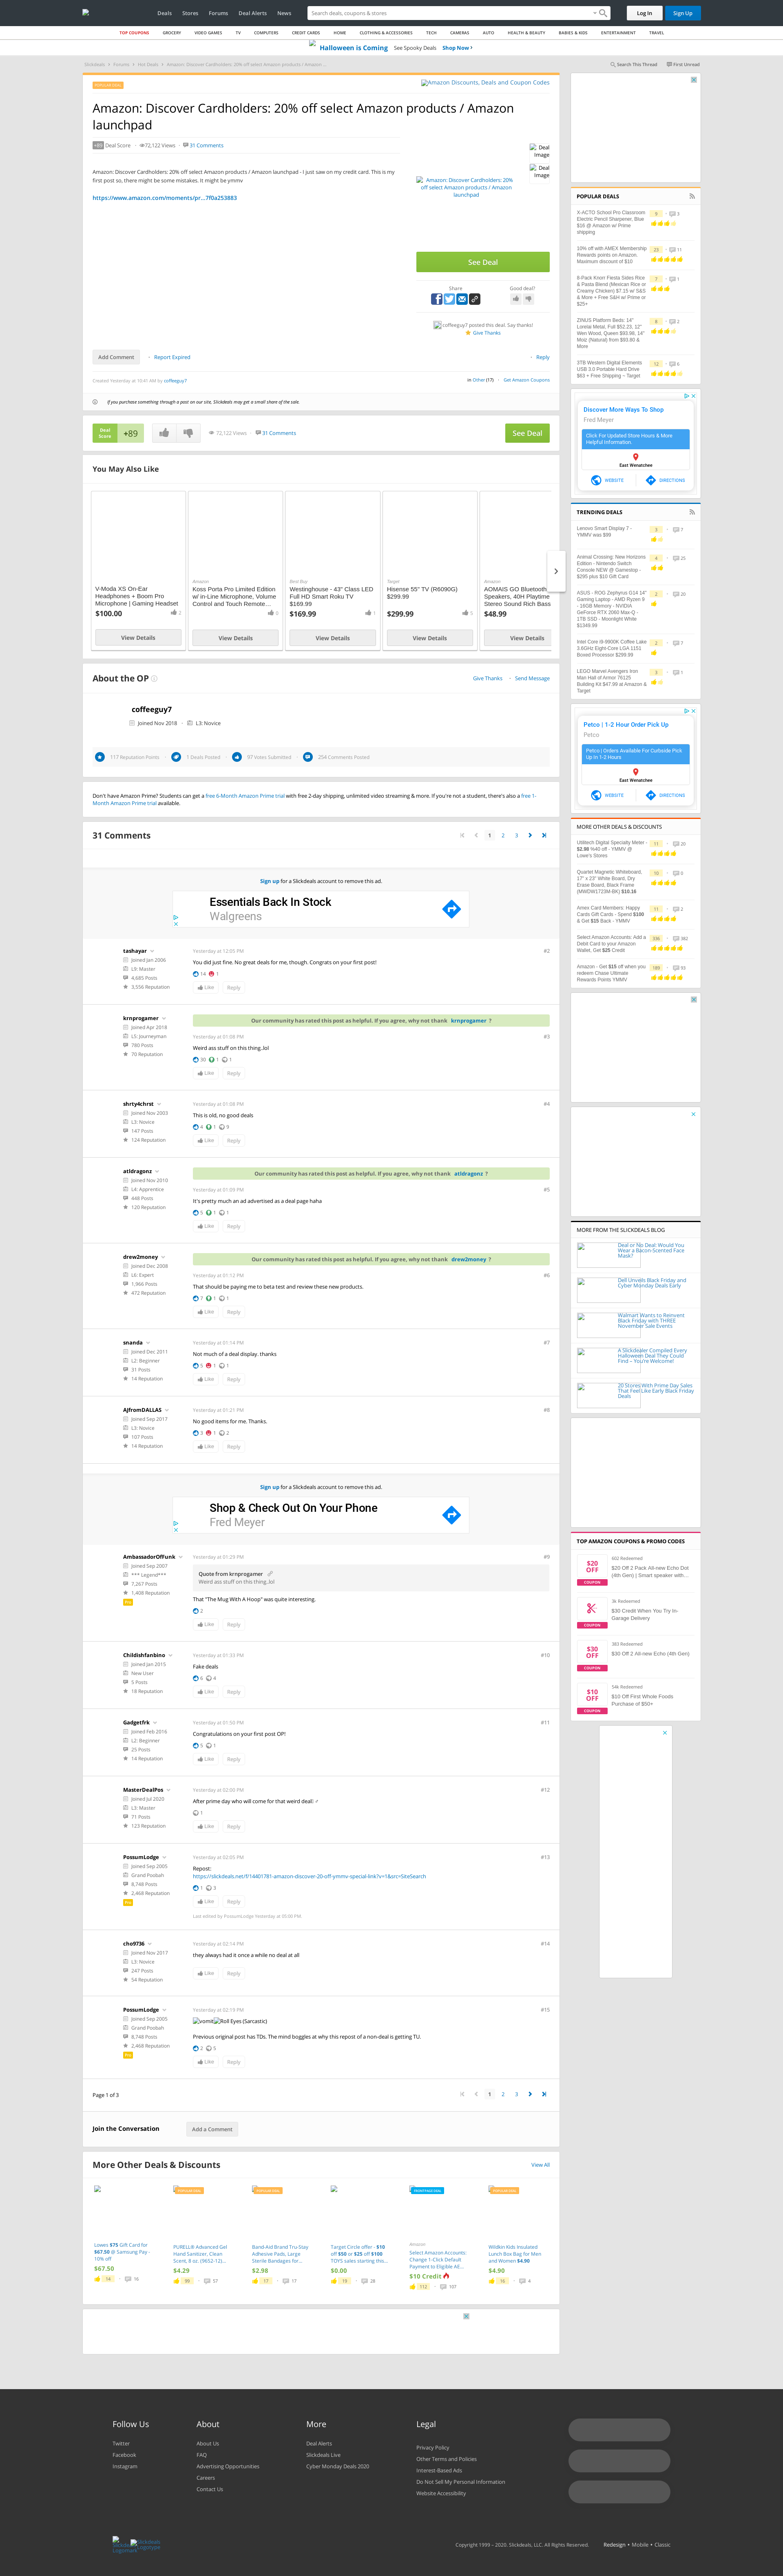 Deals Stores Forums Deal Alerts News
Search deals, coupons & stores
Log In
Sign Up
TOP COUPONS GROCERY VIDEO GAMES TV COMPUTERS CREDIT CARDS HOME CLOTHING & ACCESSORIES TECH CAMERAS AUTO HEALTH & BEAUTY BABIES & KIDS ENTERTAINMENT TRAVEL
Halloween is Coming See Spooky Deals Shop Now
Slickdeals Forums Hot Deals Amazon: Discover Cardholders: 20% off select Amazon products / Amazon ...
Search This Thread First Unread
POPULAR DEAL
Amazon Discounts, Deals and Coupon Codes
Amazon: Discover Cardholders: 20% off select Amazon products / Amazon launchpad
+89 Deal Score 72,122 Views 31 Comments
Amazon: Discover Cardholders: 20% off select Amazon products / Amazon launchpad - I just saw on my credit card. This is my first post so, there might be some mistakes. It might be ymmv
https://www.amazon.com/moments/pr...7f0a253883
Amazon: Discover Cardholders: 20% off select Amazon products / Amazon launchpad
Deal Image
Deal Image
See Deal
Share
Good deal?
coffeeguy7 posted this deal. Say thanks!
Give Thanks
Add Comment
Report Expired
Reply
Created Yesterday at 10:41 AM by coffeeguy7
in Other (17) Get Amazon Coupons
If you purchase something through a post on our site, Slickdeals may get a small share of the sale.
Deal Score +89
72,122 Views 31 Comments
See Deal
You May Also Like
V-Moda XS On-Ear Headphones + Boom Pro Microphone | Gaming Headset
$100.00
2
View Details
Amazon
Koss Porta Pro Limited Edition w/ In-Line Microphone, Volume Control and Touch Remote...
2
View Details
Best Buy
Westinghouse - 43" Class LED Full HD Smart Roku TV $169.99
$169.99
1
View Details
Target
Hisense 55" TV (R6090G) $299.99
$299.99
5
View Details
Amazon
AOMAIS GO Bluetooth Speakers, 40H Playtime Stereo Sound Rich Bass
$48.99
View Details
About the OP
Give Thanks Send Message
coffeeguy7
Joined Nov 2018 L3: Novice
117 Reputation Points 7 Deals Posted 97 Votes Submitted 254 Comments Posted
Don't have Amazon Prime? Students can get a free 6-Month Amazon Prime trial with free 2-day shipping, unlimited video streaming & more. If you're not a student, there's also a free 1-Month Amazon Prime trial available.
31 Comments
1 2 3
Sign up for a Slickdeals account to remove this ad.
Essentials Back In Stock
Walgreens
tashayar
Joined Jan 2006
L9: Master
4,685 Posts
3,556 Reputation
Yesterday at 12:05 PM
#2
You did just fine. No great deals for me, though. Congrats on your first post!
14 1
Like Reply
krnprogamer
Joined Apr 2018
L5: Journeyman
780 Posts
70 Reputation
Our community has rated this post as helpful. If you agree, why not thank krnprogamer ?
Yesterday at 01:08 PM
#3
Weird ass stuff on this thing..lol
30 1 1
Like Reply
shrty4chrst
Joined Nov 2003
L3: Novice
147 Posts
124 Reputation
Yesterday at 01:08 PM
#4
This is old, no good deals
4 1 9
Like Reply
atldragonz
Joined Nov 2010
L4: Apprentice
448 Posts
120 Reputation
Our community has rated this post as helpful. If you agree, why not thank atldragonz ?
Yesterday at 01:09 PM
#5
It's pretty much an ad advertised as a deal page haha
5 1 1
Like Reply
drew2money
Joined Dec 2008
L6: Expert
1,966 Posts
472 Reputation
Our community has rated this post as helpful. If you agree, why not thank drew2money ?
Yesterday at 01:12 PM
#6
That should be paying me to beta test and review these new products.
7 1 1
Like Reply
snanda
Joined Dec 2011
L2: Beginner
31 Posts
14 Reputation
Yesterday at 01:14 PM
#7
Not much of a deal display. thanks
5 1 1
Like Reply
AJfromDALLAS
Joined Sep 2017
L3: Novice
107 Posts
14 Reputation
Yesterday at 01:21 PM
#8
No good items for me. Thanks.
3 1 2
Like Reply
Sign up for a Slickdeals account to remove this ad.
Shop & Check Out On Your Phone
Fred Meyer
AmbassadorOfFunk
Joined Sep 2007
*** Legend***
7,267 Posts
1,408 Reputation
Pro
Yesterday at 01:29 PM
#9
Quote from krnprogamer
Weird ass stuff on this thing..lol
That "The Mug With A Hoop" was quite interesting.
2
Like Reply
Childishfanbino
Joined Jan 2015
New User
5 Posts
18 Reputation
Yesterday at 01:33 PM
#10
Fake deals
6 4
Like Reply
Gadgetfrk
Joined Feb 2016
L2: Beginner
25 Posts
14 Reputation
Yesterday at 01:50 PM
#11
Congratulations on your first post OP!
5 1
Like Reply
MasterDealPos
Joined Jul 2020
L3: Master
71 Posts
123 Reputation
Yesterday at 02:00 PM
#12
After prime day who will come for that weird deal
1
Like Reply
PossumLodge
Joined Sep 2005
Grand Poobah
8,748 Posts
2,468 Reputation
Pro
Yesterday at 02:05 PM
#13
Repost:
https://slickdeals.net/f/14401781-amazon-discover-20-off-ymmv-special-link?v=1&src=SiteSearch
1 3
Like Reply
Last edited by PossumLodge Yesterday at 05:00 PM
cho9736
Joined Nov 2017
L3: Novice
247 Posts
54 Reputation
Yesterday at 02:14 PM
#14
they always had it once a while no deal at all
Like Reply
PossumLodge
Joined Sep 2005
Grand Poobah
8,748 Posts
2,468 Reputation
Pro
Yesterday at 02:19 PM
#15
vomit Roll Eyes (Sarcastic)
Previous original post has TDs. The mind boggles at why this repost of a non-deal is getting TU.
2 5
Like Reply
Page 1 of 3
1 2 3
Join the Conversation
Add a Comment
More Other Deals & Discounts
View All
Lowes $75 Gift Card for $67.50 @ Samsung Pay - 10% off
$67.50
14 16
POPULAR DEAL
PURELL® Advanced Gel Hand Sanitizer, Clean Scent, 8 oz. (9652-12)...
$4.29
99 57
POPULAR DEAL
Band-Aid Brand Tru-Stay Adhesive Pads, Large Sterile Bandages for...
$2.98
17 17
Target Circle offer - $10 off $50 or $25 off $100 TOYS sale starting this...
$0.00
19 28
FRONTPAGE DEAL
Amazon
Select Amazon Accounts: Change 1-Click Default Payment to Eligible AE...
$10 Credit
112 107
POPULAR DEAL
Wildkin Kids Insulated Lunch Box Bag for Men and Women $4.90
$4.90
16 4
POPULAR DEALS
X-ACTO School Pro Classroom Electric Pencil Sharpener, Blue $16 @ Amazon w/ Prime shipping
9 3
10% off with AMEX Membership Rewards points on Amazon. Maximum discount of $10
23 11
8-Pack Knorr Fiesta Sides Rice & Pasta Blend (Mexican Rice or Creamy Chicken) $7.15 w/ S&S & More + Free S&H w/ Prime or $25+
7 1
ZINUS Platform Beds: 14" Lorelai Metal, Full $52.23, 12" Wen Wood, Queen $93.98, 14" Moiz (Natural) from $93.80 & More
8 2
3TB Western Digital Elements USB 3.0 Portable Hard Drive $63 + Free Shipping ~ Target
12 6
Discover More Ways To Shop
Fred Meyer
Click For Updated Store Hours & More Helpful Information.
East Wenatchee
WEBSITE DIRECTIONS
TRENDING DEALS
Lenovo Smart Display 7 - YMMV was $99
3 7
Animal Crossing: New Horizons Edition - Nintendo Switch Console NEW @ Gamestop - $295 plus $10 Gift Card
4 25
ASUS - ROG Zephyrus G14 14" Gaming Laptop - AMD Ryzen 9 - 16GB Memory - NVIDIA GeForce RTX 2060 Max-Q - 1TB SSD - Moonlight White $1349.99
2 20
Intel Core i9-9900K Coffee Lake 3.6GHz Eight-Core LGA 1151 Boxed Processor $299.99
2 7
LEGO Marvel Avengers Iron Man Hall of Armor 76125 Building Kit $47.99 at Amazon & Target
3 1
Petco | 1-2 Hour Order Pick Up
Petco
Petco | Orders Available For Curbside Pick Up In 1-2 Hours
East Wenatchee
WEBSITE DIRECTIONS
MORE OTHER DEALS & DISCOUNTS
Utilitech Digital Specialty Meter - $2.98 %40 off - YMMV @ Lowe's Stores
11 20
Quartet Magnetic Whiteboard, 17" x 23" White Board, Dry Erase Board, Black Frame (MWDW1723M-BK) $10.16
10 0
Amex Card Members: Happy Cards Gift Cards - Spend $100 & Get $15 Back - YMMV
11 2
Select Amazon Accounts: Add a Debit Card to your Amazon Wallet, Get $25 Credit
336 382
Amazon - Get $15 off when you redeem Chase Ultimate Rewards Points YMMV
189 93
MORE FROM THE SLICKDEALS BLOG
Deal or No Deal: Would You Wear a Bacon-Scented Face Mask?
Dell Unveils Black Friday and Cyber Monday Deals Early
Walmart Wants to Reinvent Black Friday with THREE November Sale Events
A Slickdealer Compiled Every Halloween Deal They Could Find – You're Welcome!
20 Stores With Prime Day Sales That Feel Like Early Black Friday Deals
TOP AMAZON COUPONS & PROMO CODES
$20 OFF
COUPON
602 Redeemed
$20 Off 2 Pack All-new Echo Dot (4th Gen) | Smart speaker with...
COUPON
3k Redeemed
$30 Credit When You Try In-Garage Delivery
$30 OFF
COUPON
383 Redeemed
$30 Off 2 All-new Echo (4th Gen)
$10 OFF
COUPON
54k Redeemed
$10 Off First Whole Foods Purchase of $50+
Follow Us
Twitter
Facebook
Instagram
About
About Us
FAQ
Advertising Opportunities
Careers
Contact Us
More
Deal Alerts
Slickdeals Live
Cyber Monday Deals 2020
Legal
Privacy Policy
Other Terms and Policies
Interest-Based Ads
Do Not Sell My Personal Information
Website Accessibility
Slickdeals Logotype
Copyright 1999 - 2020. Slickdeals, LLC. All Rights Reserved. Redesign • Mobile • Classic